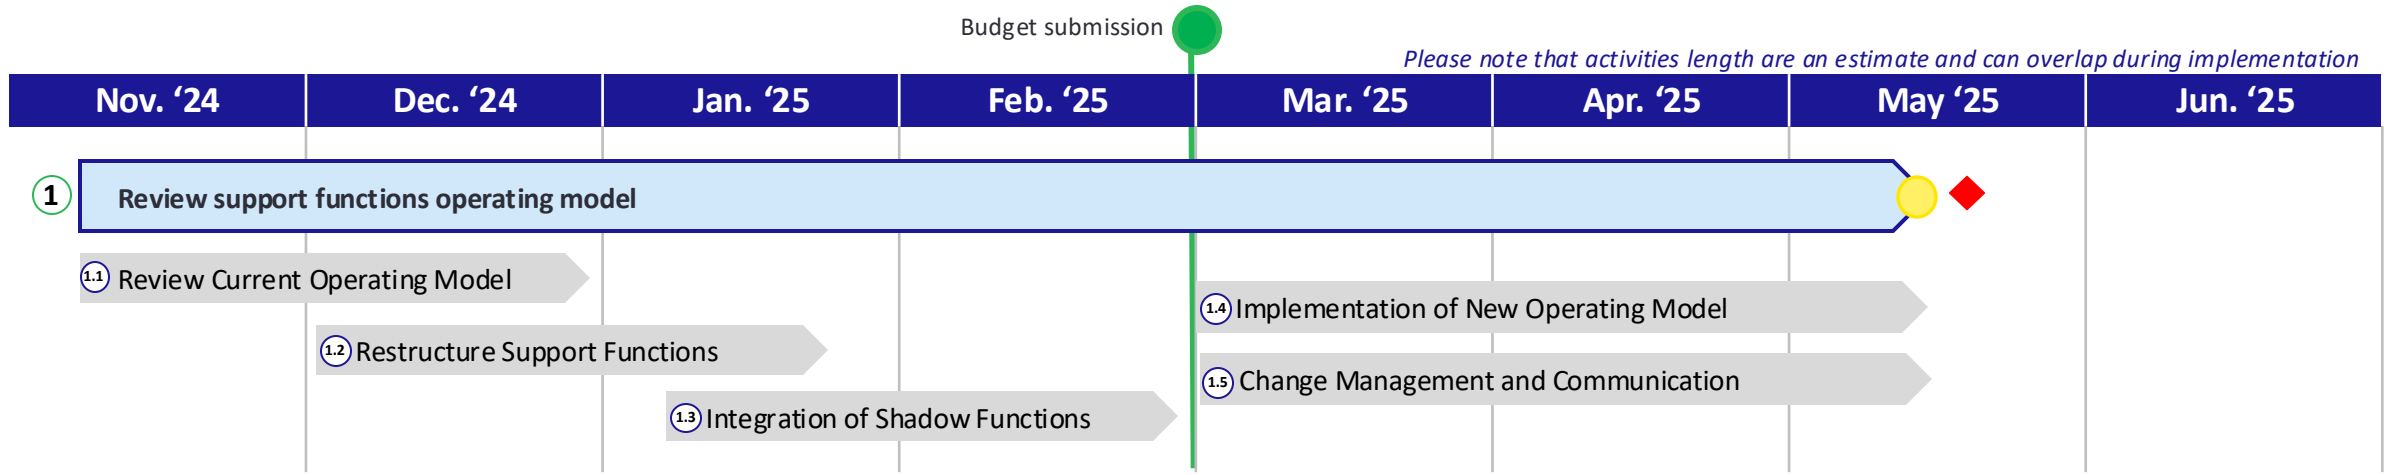 Budget submission
Please note that activities length are an estimate and can overlap during implementation
Nov. ‘24 Dec. ‘24 Jan. ‘25 Feb. ‘25 Mar. ‘25 Apr. ‘25 May ‘25 Jun. ‘25
1 Review support functions operating model
1.1 Review Current Operating Model
1.4 Implementation of New Operating Model
1.2 Restructure Support Functions
1.5 Change Management and Communication
1.3 Integration of Shadow Functions